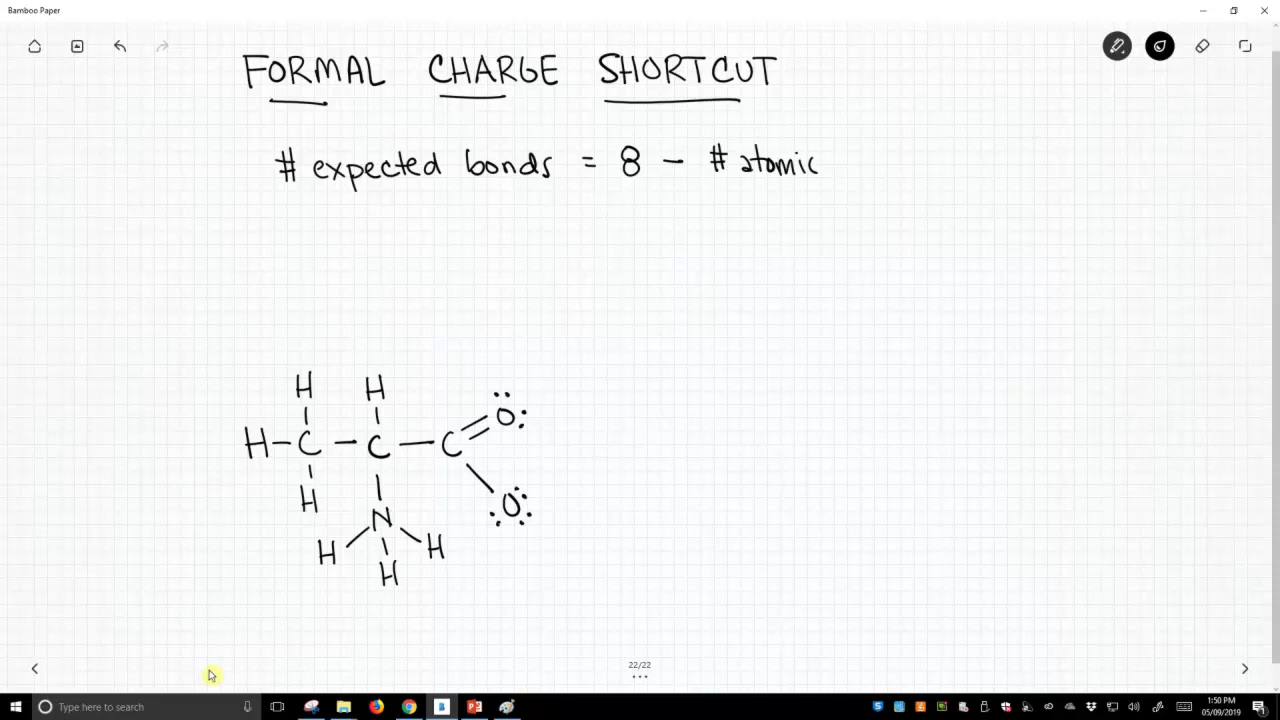 Bamboo Paper
FORMAL CHARGE SHORTCUT
# expected bonds = 8 - # atomic
H H
H-C-C-C=O
H
N
O
H H
H
22/22
Type here to search
1:50 PM
05/09/2019
1